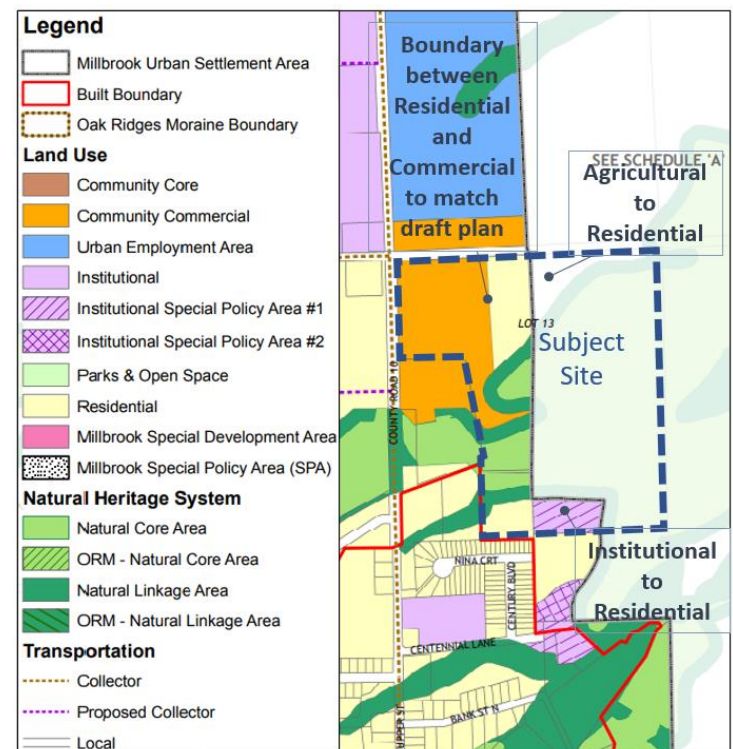 Legend
Millbrook Urban Settlement Area
Built Boundary
Oak Ridges Moraine Boundary
Land Use
Community Core
Community Commercial
Urban Employment Area
Institutional
Institutional Special Policy Area #1
Institutional Special Policy Area #2
Parks & Open Space
Residential
Millbrook Special Development Area
Millbrook Special Policy Area (SPA)
Natural Heritage System
Natural Core Area
ORM - Natural Core Area
Natural Linkage Area
ORM - Natural Linkage Area
Transportation
Collector
Proposed Collector
Local
Boundary
between
Residential
and
Commercial
to match
draft plan
SEE SCHEDULE 'A'
Agricultural
to
Residential
LOT 13
Subject
Site
COUNTY ROAD 10
Institutional
to
Residential
NINA CRT
CENTURY BLVD
CENTENNIAL LANE
BANK ST N
UPPER ST